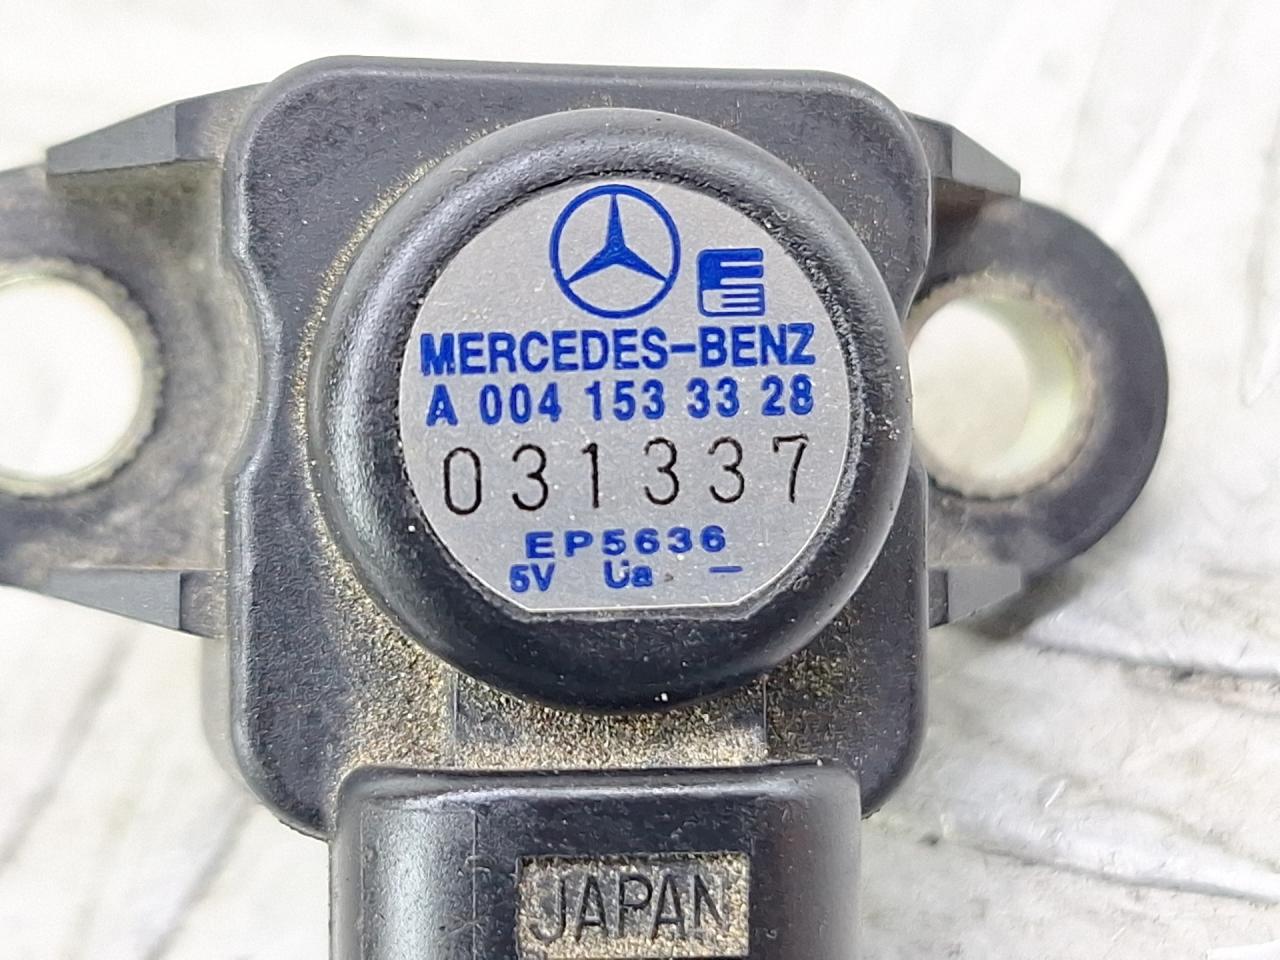 MERCEDES-BENZ
A 004 153 33 28
031337
EP5636
5V Ua -
JAPAN